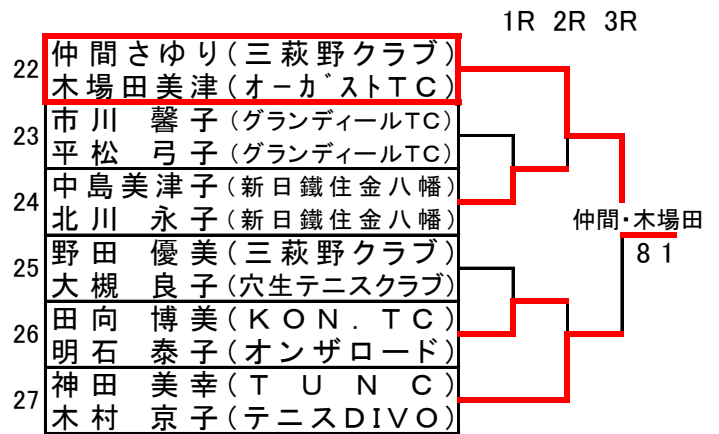 1R 2R 3R
22
仲間さゆり(三萩野クラブ)
木場田美津(オーガストTC)
23
市川 馨子(グランディールTC)
平松 弓子(グランディールTC)
24
中島美津子(新日鐵住金八幡)
北川 永子(新日鐵住金八幡)
仲間・木場田
81
25
野田 優美(三萩野クラブ)
大槻 良子(穴生テニスクラブ)
26
田向 博美(KON.TC)
明石 泰子(オンザロード)
27
神田 美幸(TUNC)
木村 京子(テニスDIVO)